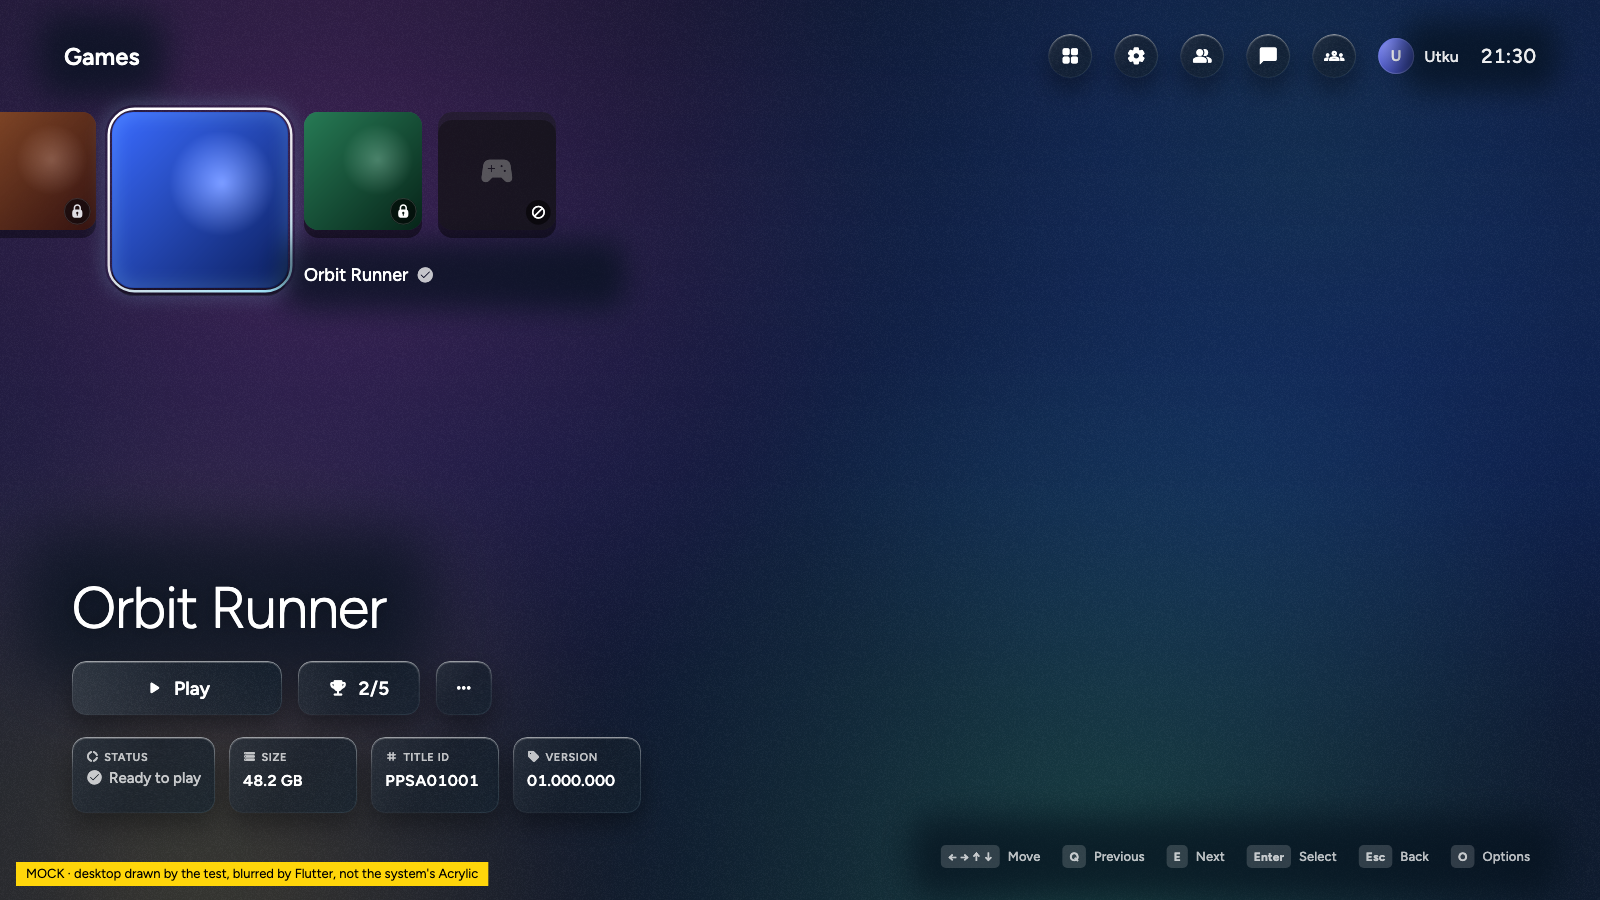 Games
U Utku 21:30
Orbit Runner
Orbit Runner
Play 2/5 ···
STATUS SIZE TITLE ID VERSION
Ready to play 48.2 GB PPSA01001 01.000.000
←→↑↓ Move Q Previous E Next Enter Select Esc Back O Options
MOCK · desktop drawn by the test, blurred by Flutter, not the system's Acrylic